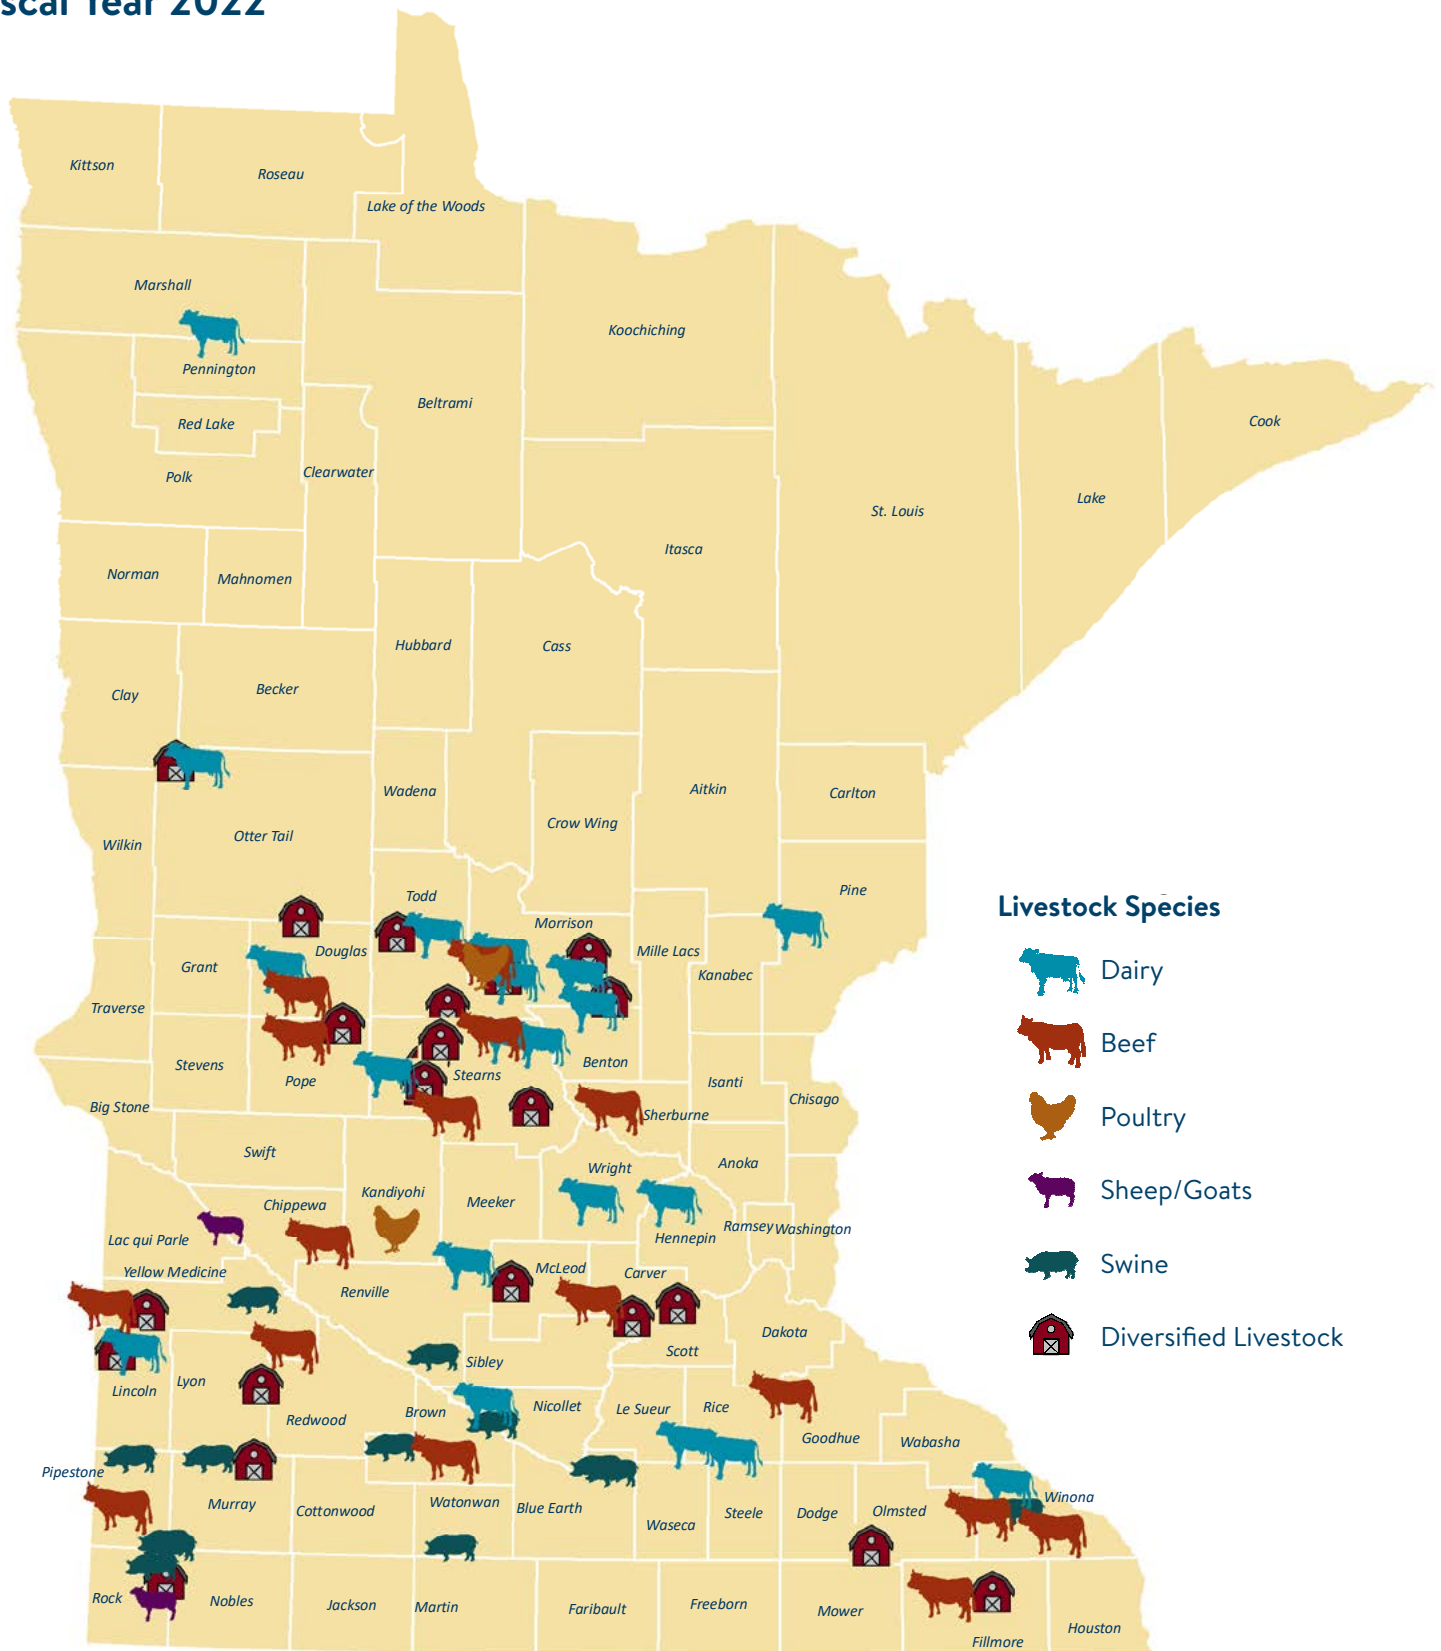 scal Year 2022
Kittson
Roseau
Lake of the Woods
Marshall
Koochiching
Pennington
Beltrami
Red Lake
Cook
Clearwater
Polk
Lake
St. Louis
Itasca
Norman
Mahnomen
Hubbard
Cass
Becker
Clay
Wadena
Aitkin
Carlton
Crow Wing
Otter Tail
Wilkin
Todd
Pine
Morrison
Douglas
Mille Lacs
Grant
Kanabec
Traverse
Benton
Stevens
Stearns
Pope
Isanti
Chisago
Big Stone
Sherburne
Swift
Anoka
Wright
Kandiyohi
Meeker
Chippewa
Ramsey
Washington
Hennepin
Lac qui Parle
McLeod
Yellow Medicine
Carver
Renville
Dakota
Scott
Sibley
Lyon
Lincoln
Nicollet
Le Sueur
Rice
Brown
Redwood
Goodhue
Wabasha
Pipestone
Winona
Murray
Watonwan
Blue Earth
Cottonwood
Olmsted
Steele
Dodge
Waseca
Rock
Nobles
Jackson
Martin
Faribault
Freeborn
Mower
Houston
Fillmore
Livestock Species
Dairy
Beef
Poultry
Sheep/Goats
Swine
Diversified Livestock